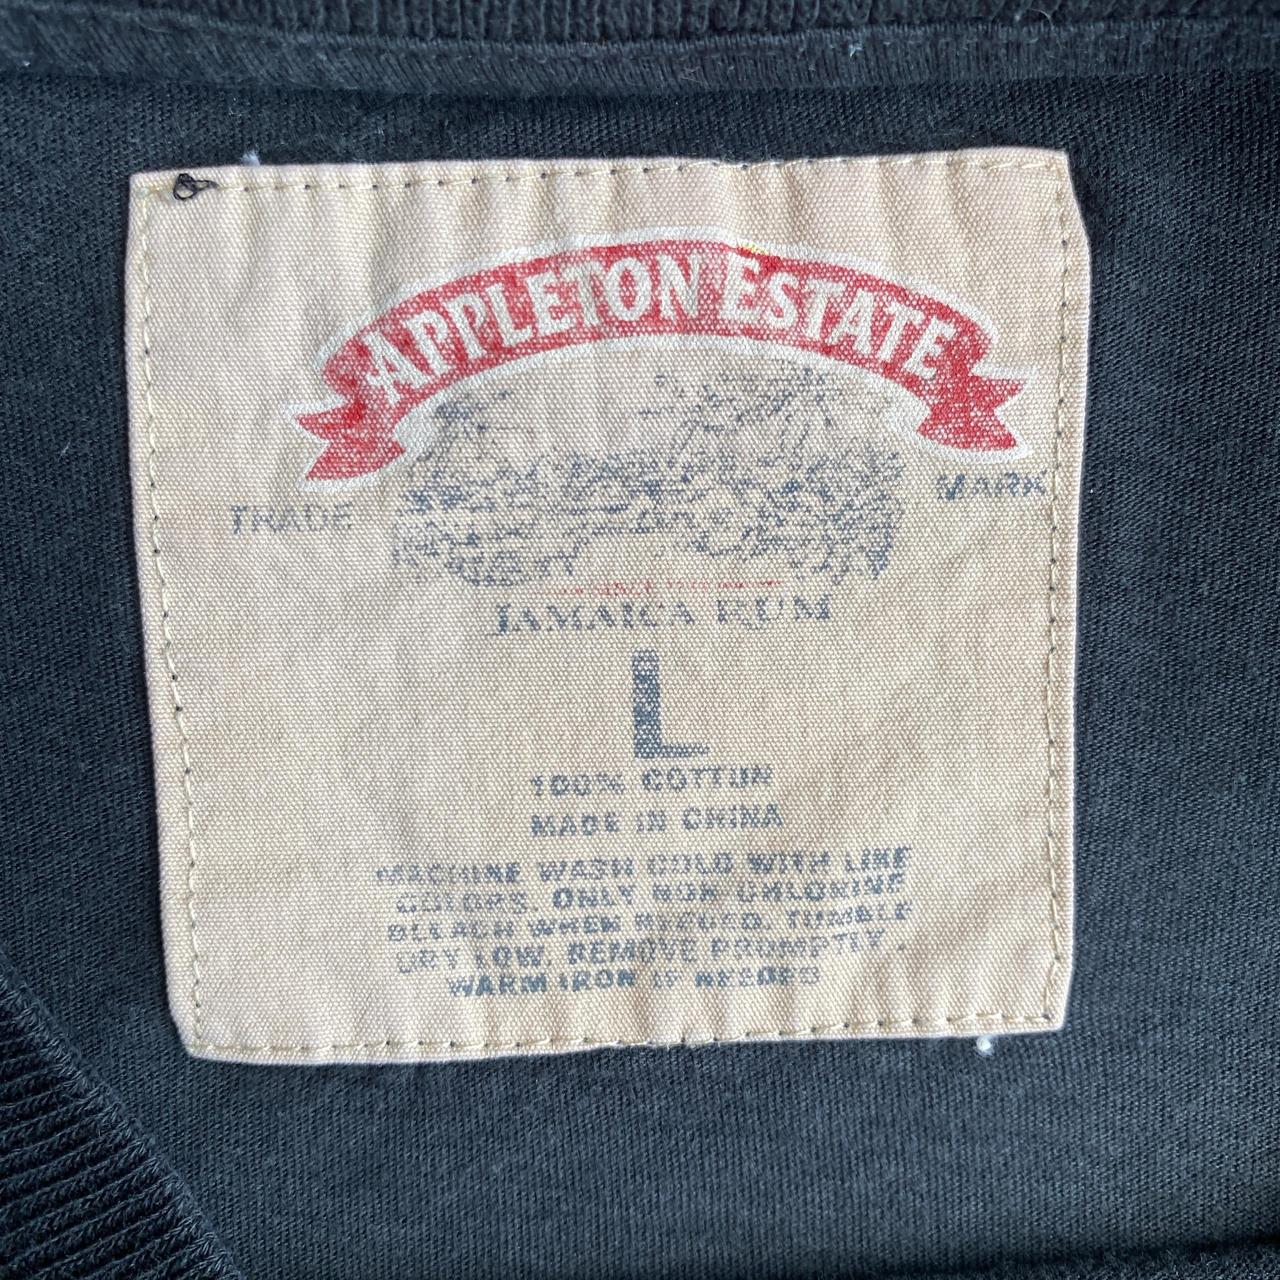 APPLETON ESTATE
TRADE MARK
SINCE
JAMAICA RUM
L
100% COTTON
MADE IN CHINA
MACHINE WASH COLD WITH LIKE
COLORS. ONLY NON-CHLORINE
BLEACH WHEN NEEDED. TUMBLE
DRY LOW. REMOVE PROMPTLY.
WARM IRON IF NEEDED